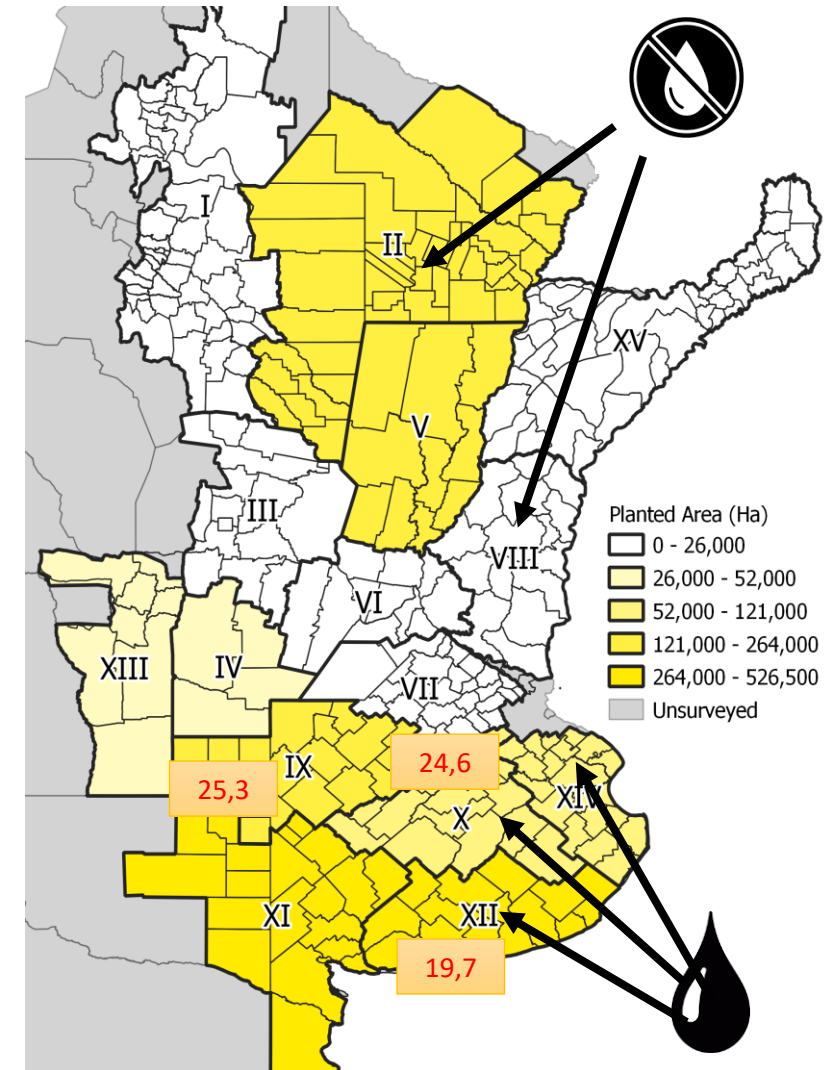 I
II
XV
V
III
VIII
Planted Area (Ha)
0 - 26,000
26,000 - 52,000
52,000 - 121,000
121,000 - 264,000
264,000 - 526,500
Unsurveyed
VI
XIII
IV
VII
IX
24,6
25,3
XIV
X
XI
XII
19,7